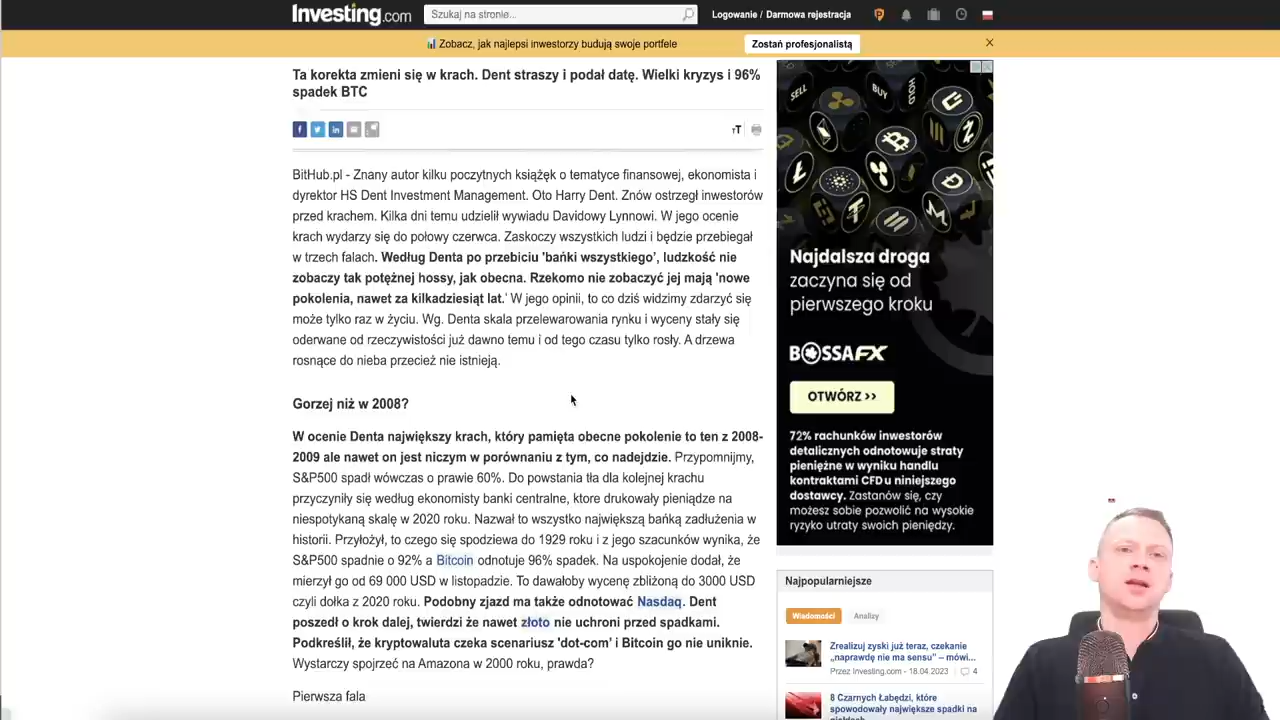 Investing.com
Szukaj na stronie...
Logowanie / Darmowa rejestracja
Zobacz, jak najlepsi inwestorzy budują swoje portfele
Zostań profesjonalistą
Ta korekta zmieni się w krach. Dent straszy i podał datę. Wielki kryzys i 96%
spadek BTC
BitHub.pl - Znany autor kilku poczytnych książęk o tematyce finansowej, ekonomista i
dyrektor HS Dent Investment Management. Oto Harry Dent. Znów ostrzegł inwestorów
przed krachem. Kilka dni temu udzielił wywiadu Davidowy Lynnowi. W jego ocenie
krach wydarzy się do połowy czerwca. Zaskoczy wszystkich ludzi i będzie przebiegał
w trzech falach. Według Denta po przebiciu 'bańki wszystkiego', ludzkość nie
zobaczy tak potężnej hossy, jak obecna. Rzekomo nie zobaczyć jej mają 'nowe
pokolenia, nawet za kilkadziesiąt lat.' W jego opinii, to co dziś widzimy zdarzyć się
może tylko raz w życiu. Wg. Denta skala przelewarowania rynku i wyceny stały się
oderwane od rzeczywistości już dawno temu i od tego czasu tylko rosły. A drzewa
rosnące do nieba przecież nie istnieją.
Gorzej niż w 2008?
W ocenie Denta największy krach, który pamięta obecne pokolenie to ten z 2008-
2009 ale nawet on jest niczym w porównaniu z tym, co nadejdzie. Przypomnijmy,
S&P500 spadł wówczas o prawie 60%. Do powstania tła dla kolejnej krachu
przyczyniły się według ekonomisty banki centralne, ktore drukowały pieniądze na
niespotykaną skalę w 2020 roku. Nazwał to wszystko największą bańką zadłużenia w
historii. Przyłożył, to czego się spodziewa do 1929 roku i z jego szacunków wynika, że
S&P500 spadnie o 92% a Bitcoin odnotuje 96% spadek. Na uspokojenie dodał, że
mierzył go od 69 000 USD w listopadzie. To dawałoby wycenę zbliżoną do 3000 USD
czyli dołka z 2020 roku. Podobny zjazd ma także odnotować Nasdaq. Dent
poszedł o krok dalej, twierdzi że nawet złoto nie uchroni przed spadkami.
Podkreślił, że kryptowaluta czeka scenariusz 'dot-com' i Bitcoin go nie uniknie.
Wystarczy spojrzeć na Amazona w 2000 roku, prawda?
Pierwsza fala
SELL
BUY
HOLD
Najdalsza droga
zaczyna się od
pierwszego kroku
BOSSAFX
OTWÓRZ >>
72% rachunków inwestorów
detalicznych odnotowuje straty
pieniężne w wyniku handlu
kontraktami CFD u niniejszego
dostawcy. Zastanów się, czy
możesz sobie pozwolić na wysokie
ryzyko utraty swoich pieniędzy.
Najpopularniejsze
Wiadomości
Analizy
Zrealizuj zyski już teraz, czekanie
„naprawdę nie ma sensu" – mówi...
Przez Investing.com - 18.04.2023
4
8 Czarnych Łabędzi, które
spowodowały największe spadki na